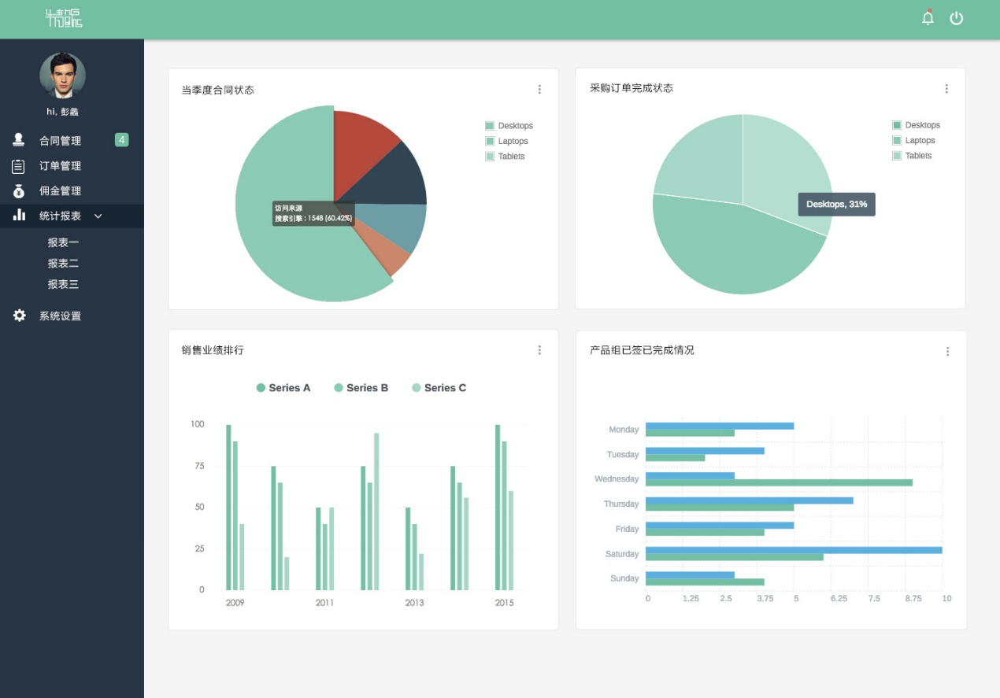 hi, 彭鱻
合同管理 4
订单管理
佣金管理
统计报表
报表一
报表二
报表三
系统设置
当季度合同状态
Desktops
Laptops
Tablets
访问来源
搜索引擎 : 1548 (60.42%)
采购订单完成状态
Desktops
Laptops
Tablets
Desktops, 31%
销售业绩排行
Series A Series B Series C
100
75
50
25
0
2009 2011 2013 2015
产品组已签已完成情况
Monday
Tuesday
Wednesday
Thursday
Friday
Saturday
Sunday
0 1.25 2.5 3.75 5 6.25 7.5 8.75 10